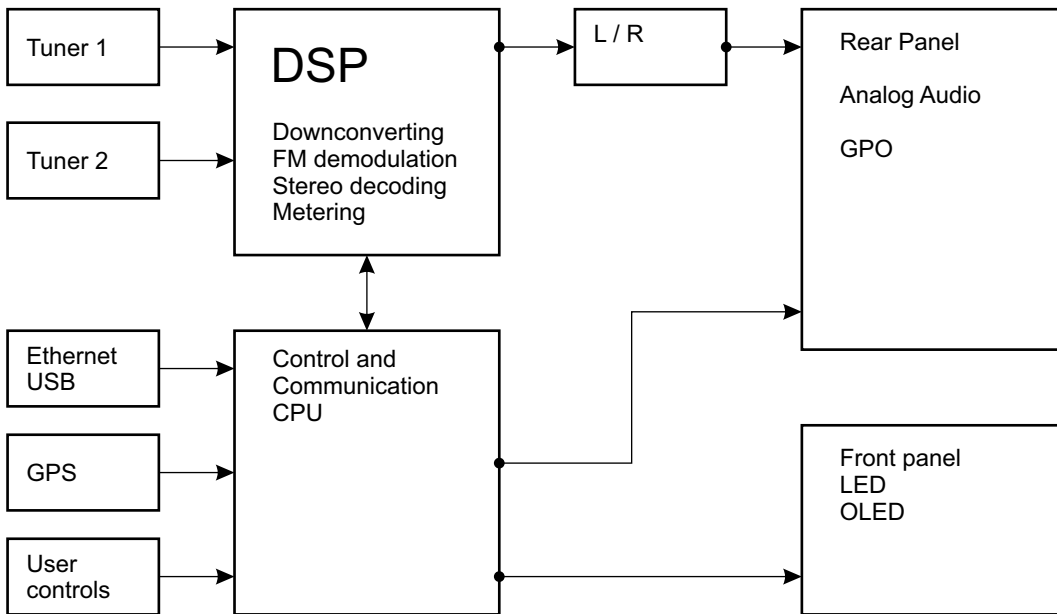 Tuner 1
Tuner 2
DSP
Downconverting
FM demodulation
Stereo decoding
Metering
L / R
Rear Panel
Analog Audio
GPO
Ethernet
USB
GPS
User
controls
Control and
Communication
CPU
Front panel
LED
OLED